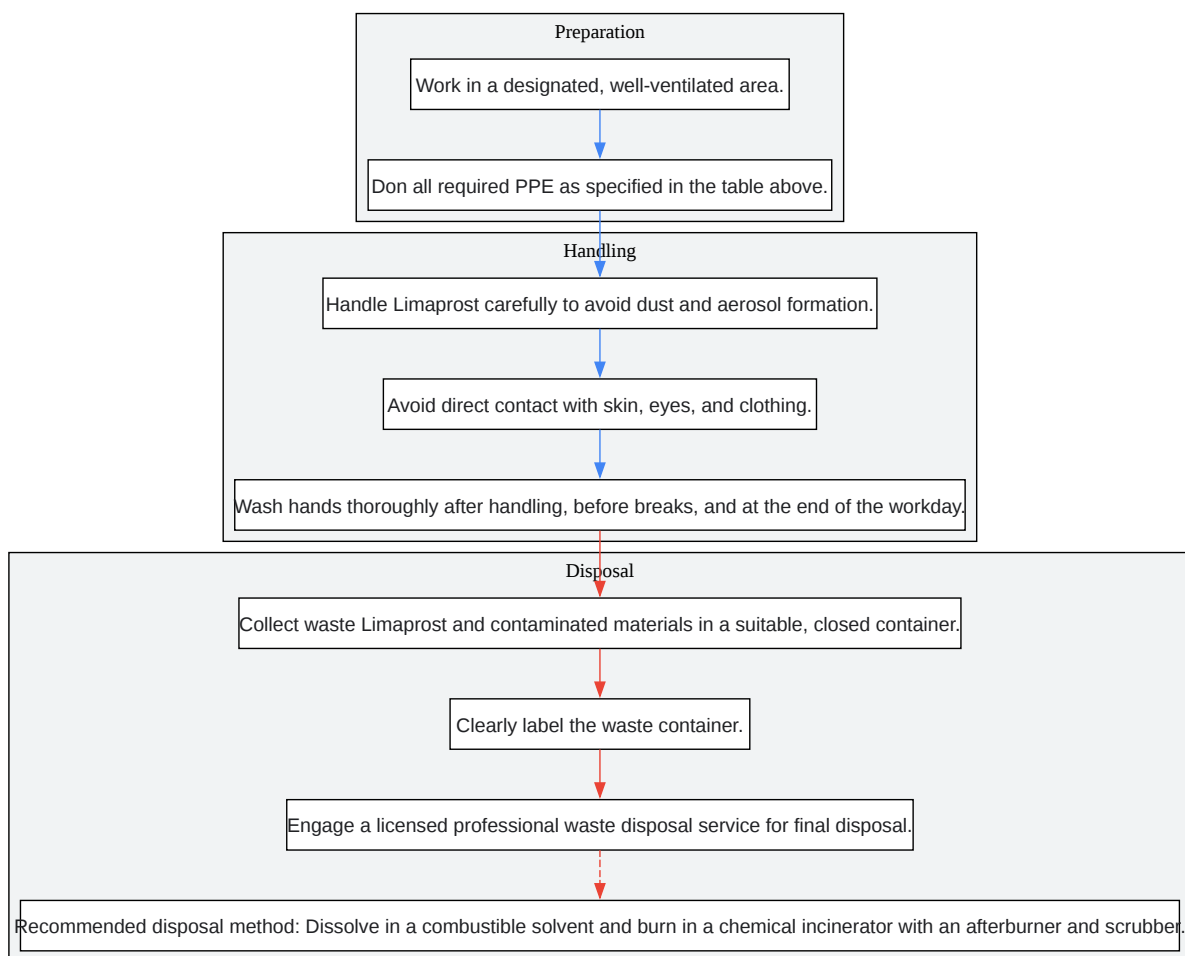 Preparation
Work in a designated, well-ventilated area.
Don all required PPE as specified in the table above.
Handling
Handle Limaprost carefully to avoid dust and aerosol formation.
Avoid direct contact with skin, eyes, and clothing.
Wash hands thoroughly after handling, before breaks, and at the end of the workday.
Disposal
Collect waste Limaprost and contaminated materials in a suitable, closed container.
Clearly label the waste container.
Engage a licensed professional waste disposal service for final disposal.
Recommended disposal method: Dissolve in a combustible solvent and burn in a chemical incinerator with an afterburner and scrubber.